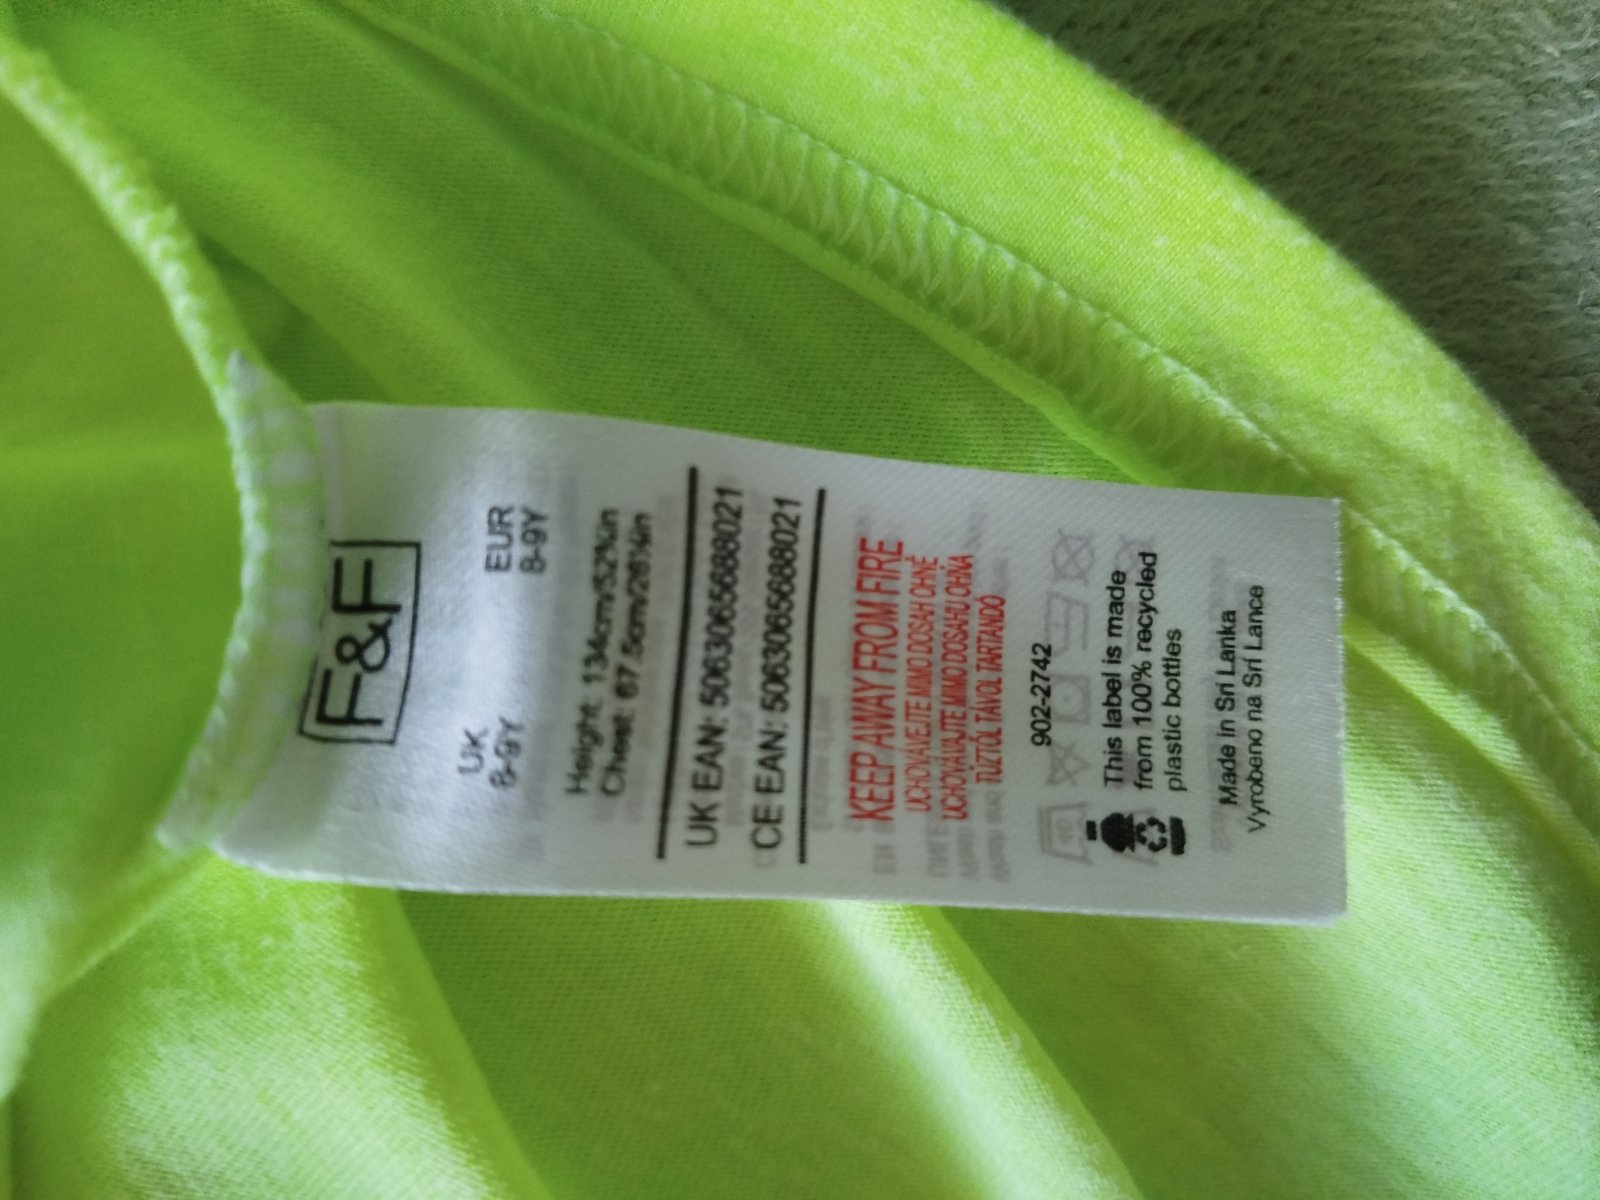 F&F
UK EUR
8-9Y 8-9Y
Height: 134cm/52¾in
Chest: 67.5cm/26½in
UK EAN: 5063065688021
CE EAN: 5063065688021
KEEP AWAY FROM FIRE
UCHOVÁVEJTE MIMO DOSAH OHNĚ
UCHOVÁVAJTE MIMO DOSAHU OHŇA
TŰZTŐL TÁVOL TARTANDÓ
902-2742
This label is made
from 100% recycled
plastic bottles
Made in Sri Lanka
Vyrobeno na Srí Lance